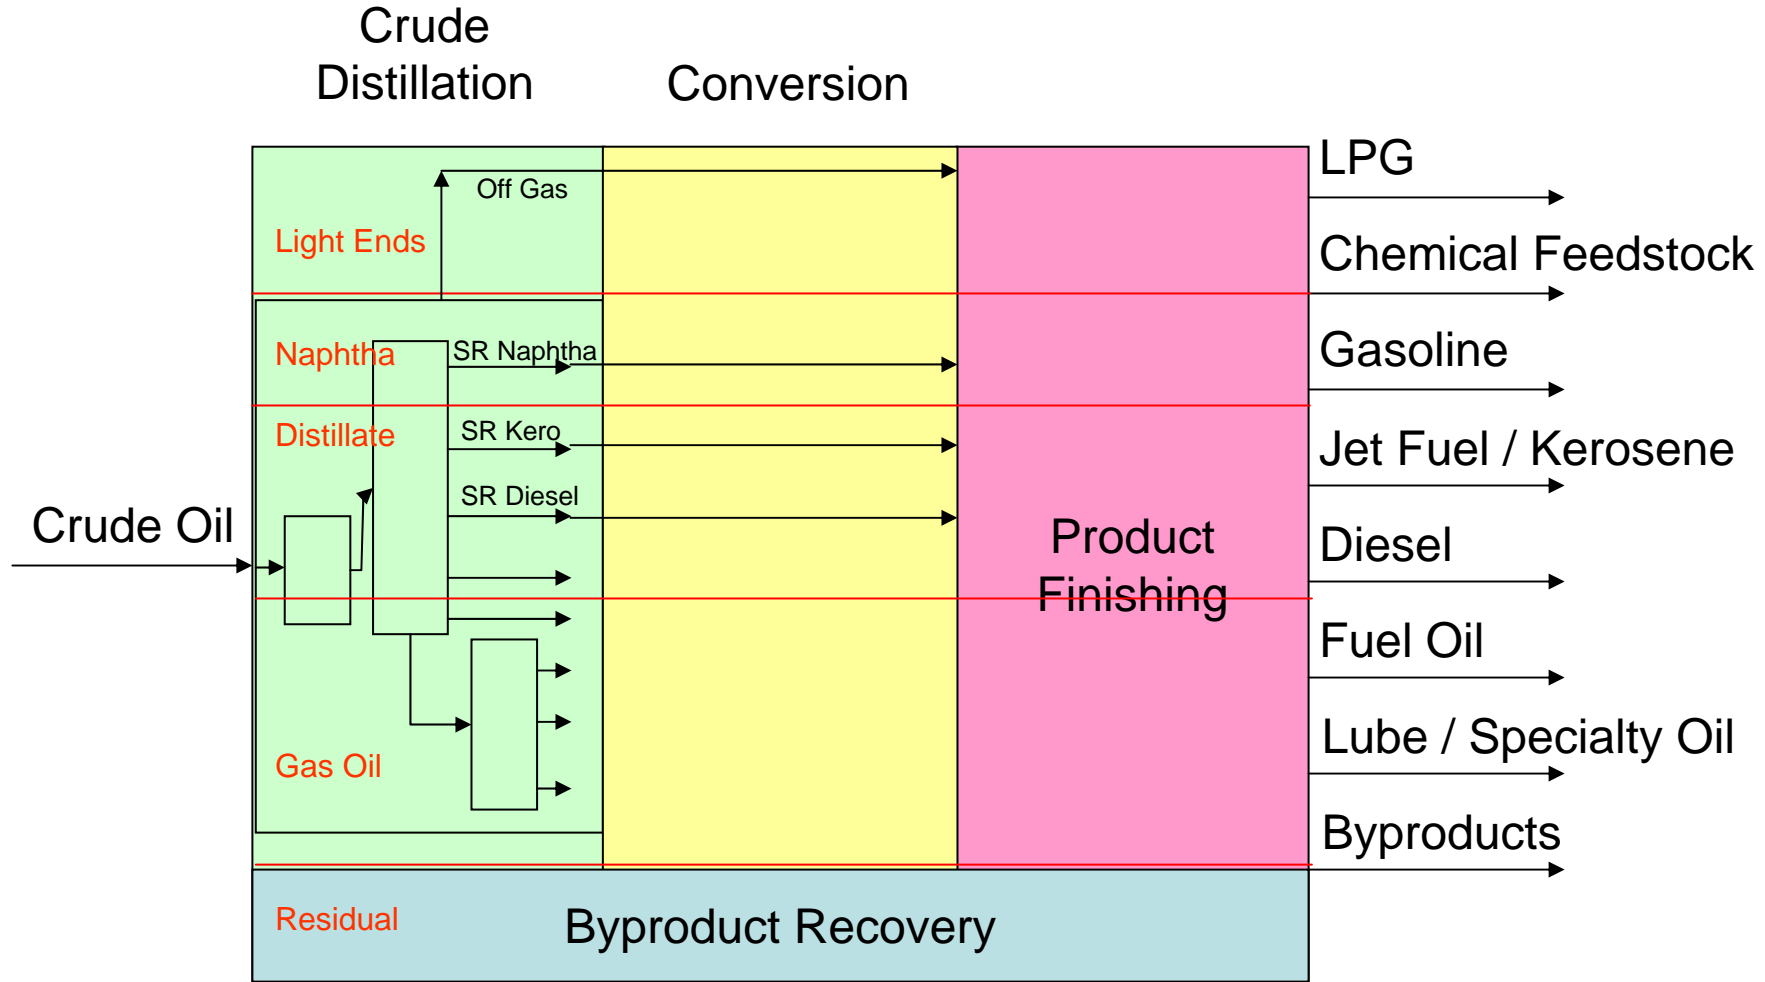 Crude
Distillation
Conversion
LPG
Off Gas
Light Ends
Chemical Feedstock
Naphtha
SR Naphtha
Gasoline
Distillate
SR Kero
Jet Fuel / Kerosene
SR Diesel
Crude Oil
Product
Finishing
Diesel
Fuel Oil
Lube / Specialty Oil
Gas Oil
Byproducts
Residual
Byproduct Recovery